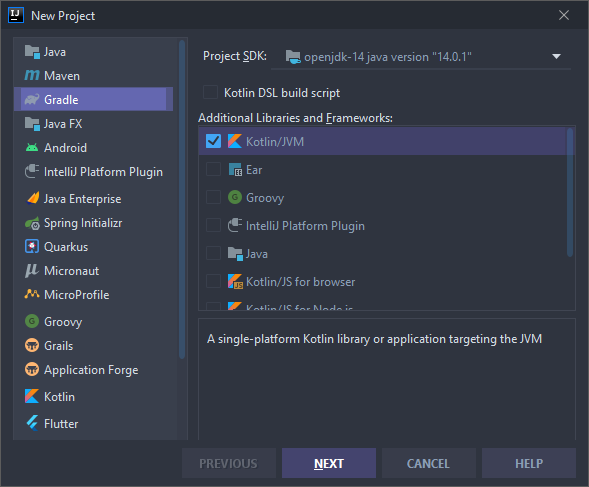 IJ
New Project
Java
Maven
Gradle
Java FX
Android
IntelliJ Platform Plugin
Java Enterprise
Spring Initializr
Quarkus
Micronaut
MicroProfile
Groovy
Grails
Application Forge
Kotlin
Flutter
Project SDK:
openjdk-14 java version "14.0.1"
Kotlin DSL build script
Additional Libraries and Frameworks:
Kotlin/JVM
Ear
Groovy
IntelliJ Platform Plugin
Java
Kotlin/JS for browser
Kotlin/JS for Node.js
A single-platform Kotlin library or application targeting the JVM
PREVIOUS
NEXT
CANCEL
HELP